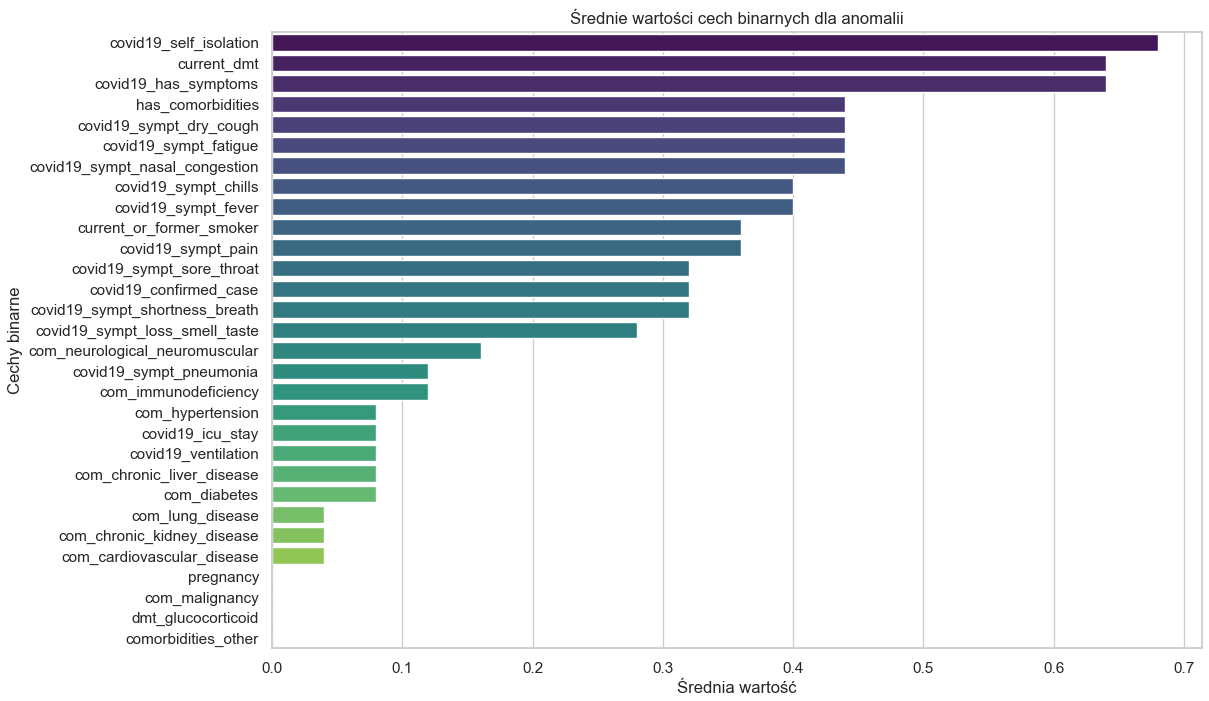 Średnie wartości cech binarnych dla anomalii
covid19_self_isolation
current_dmt
covid19_has_symptoms
has_comorbidities
covid19_sympt_dry_cough
covid19_sympt_fatigue
covid19_sympt_nasal_congestion
covid19_sympt_chills
covid19_sympt_fever
current_or_former_smoker
covid19_sympt_pain
covid19_sympt_sore_throat
covid19_confirmed_case
covid19_sympt_shortness_breath
covid19_sympt_loss_smell_taste
com_neurological_neuromuscular
covid19_sympt_pneumonia
com_immunodeficiency
com_hypertension
covid19_icu_stay
covid19_ventilation
com_chronic_liver_disease
com_diabetes
com_lung_disease
com_chronic_kidney_disease
com_cardiovascular_disease
pregnancy
com_malignancy
dmt_glucocorticoid
comorbidities_other
Cechy binarne
0.0 0.1 0.2 0.3 0.4 0.5 0.6 0.7
Średnia wartość